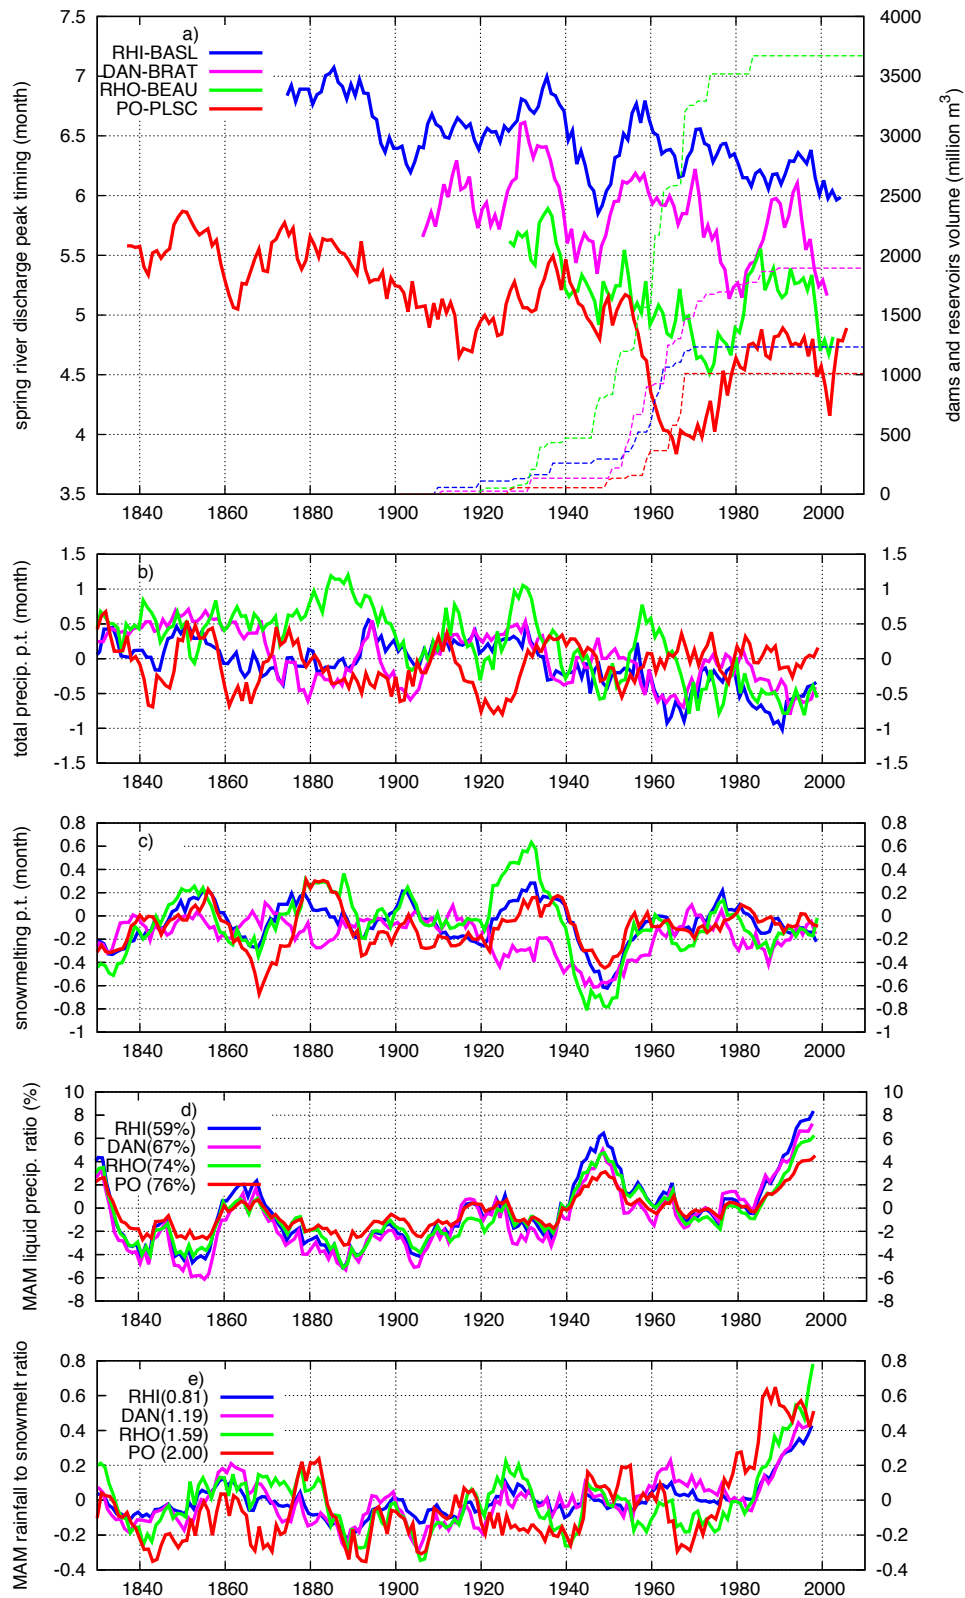 a)
RHI-BASL
DAN-BRAT
RHO-BEAU
PO-PLSC
spring river discharge peak timing (month)
dams and reservoirs volume (million m³)
7.5 7 6.5 6 5.5 5 4.5 4 3.5
4000 3500 3000 2500 2000 1500 1000 500 0
1840 1860 1880 1900 1920 1940 1960 1980 2000
b)
total precip. p.t. (month)
1.5 1 0.5 0 -0.5 -1 -1.5
1.5 1 0.5 0 -0.5 -1 -1.5
1840 1860 1880 1900 1920 1940 1960 1980 2000
c)
snowmelting p.t. (month)
0.8 0.6 0.4 0.2 0 -0.2 -0.4 -0.6 -0.8 -1
0.8 0.6 0.4 0.2 0 -0.2 -0.4 -0.6 -0.8 -1
1840 1860 1880 1900 1920 1940 1960 1980 2000
d)
RHI(59%)
DAN(67%)
RHO(74%)
PO (76%)
MAM liquid precip. ratio (%)
10 8 6 4 2 0 -2 -4 -6 -8
10 8 6 4 2 0 -2 -4 -6 -8
1840 1860 1880 1900 1920 1940 1960 1980 2000
e)
RHI(0.81)
DAN(1.19)
RHO(1.59)
PO (2.00)
MAM rainfall to snowmelt ratio
0.8 0.6 0.4 0.2 0 -0.2 -0.4
0.8 0.6 0.4 0.2 0 -0.2 -0.4
1840 1860 1880 1900 1920 1940 1960 1980 2000